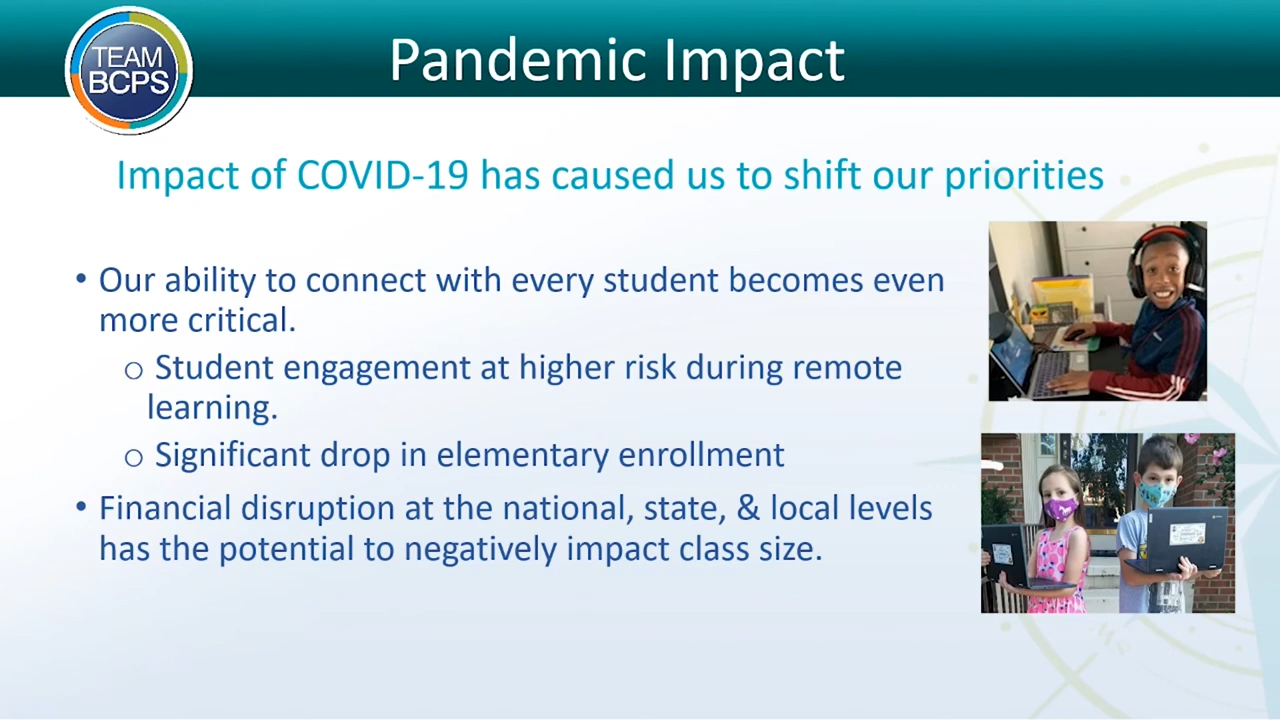 TEAM
BCPS
Pandemic Impact
Impact of COVID-19 has caused us to shift our priorities
• Our ability to connect with every student becomes even
more critical.
o Student engagement at higher risk during remote
learning.
o Significant drop in elementary enrollment
• Financial disruption at the national, state, & local levels
has the potential to negatively impact class size.